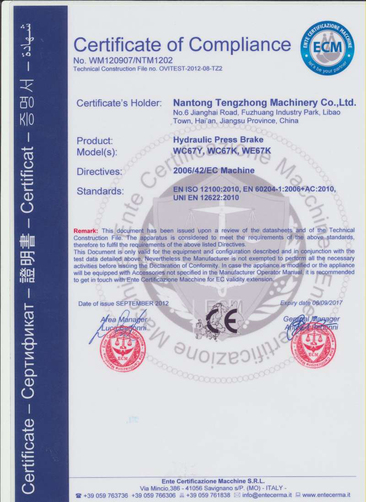 Certificate – Сертификат – 證明書 – Certificat – 증명서 – شهادة
Certificate of Compliance
No. WM120907/NTM1202
Technical Construction File no. OVITEST-2012-08-TZ2
ENTE CERTIFICAZIONE MACCHINE
ECM
Certificate's Holder: Nantong Tengzhong Machinery Co.,Ltd.
No.6 Jianghai Road, Fuzhuang Industry Park, Libao
Town, Hai'an, Jiangsu Province, China
Product: Hydraulic Press Brake
Model(s): WC67Y, WC67K, WE67K
Directives: 2006/42/EC Machine
Standards: EN ISO 12100:2010, EN 60204-1:2006+AC:2010,
UNI EN 12622:2010
Remark: This document has been issued upon a review of the datasheets and of the Technical
Construction File. The apparatus is considered to meet the requirements of the above standards,
therefore to fulfil the requirements of the above listed Directives.
This Document is only valid for the equipment and configuration described and in conjunction with the
test data detailed above. Nevertheless the Manufacturer is not exempted to perform all the necessary
activities before leaving the Declaration of Conformity. In case the appliance is modified or the appliance
will be equipped with Accessories not specified in the Manufacturer Operator Manual, it is recommended
to get in touch with Ente Certificazione Macchine for EC validity extension.
Date of issue SEPTEMBER 2012
Expiry date 06/09/2017
Area Manager
General Manager
CE
Ente Certificazione Macchine S.R.L.
Via Mincio,386 - 41056 Savignano s/P. (MO) - ITALY -
☎ +39 059 763736 +39 059 766306 +39 059 761838 ✉ info@entecerma.it www.entecerma.it